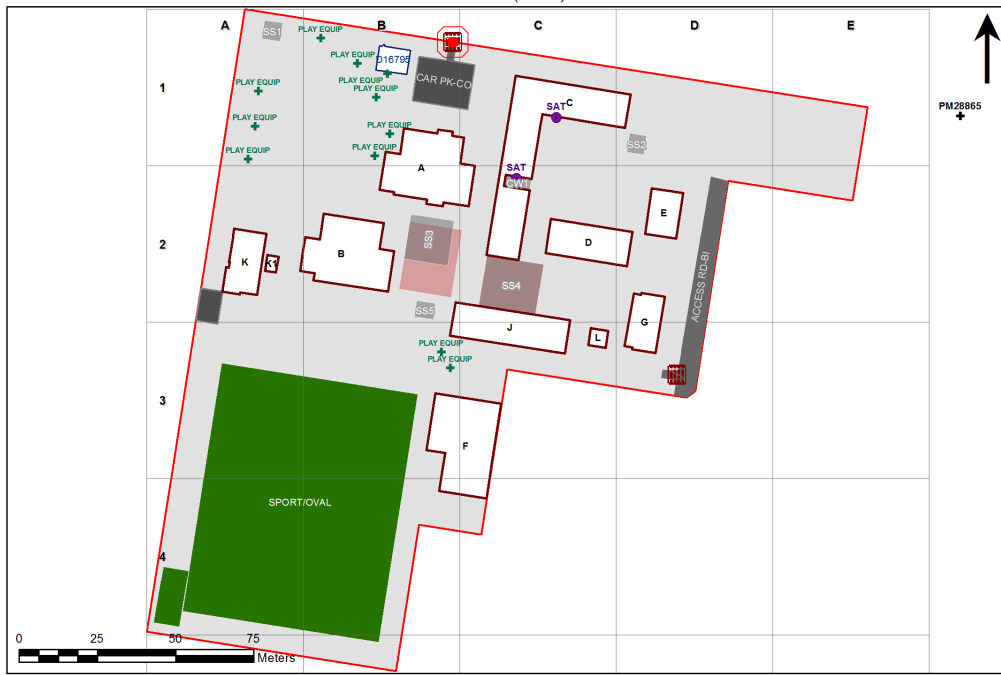 A B C D E
SS1
PLAY EQUIP
PLAY EQUIP
D16795
PLAY EQUIP
PLAY EQUIP
PLAY EQUIP
CAR PK-CO
1
SAT C
PM28865
PLAY EQUIP
PLAY EQUIP
SS2
PLAY EQUIP
PLAY EQUIP
A
SAT
CW1
E
2
SS3
D
B
K
K1
ACCESS RD-BI
SS4
SS5
G
J
L
PLAY EQUIP
PLAY EQUIP
3
F
SPORT/OVAL
4
0 25 50 75
Meters